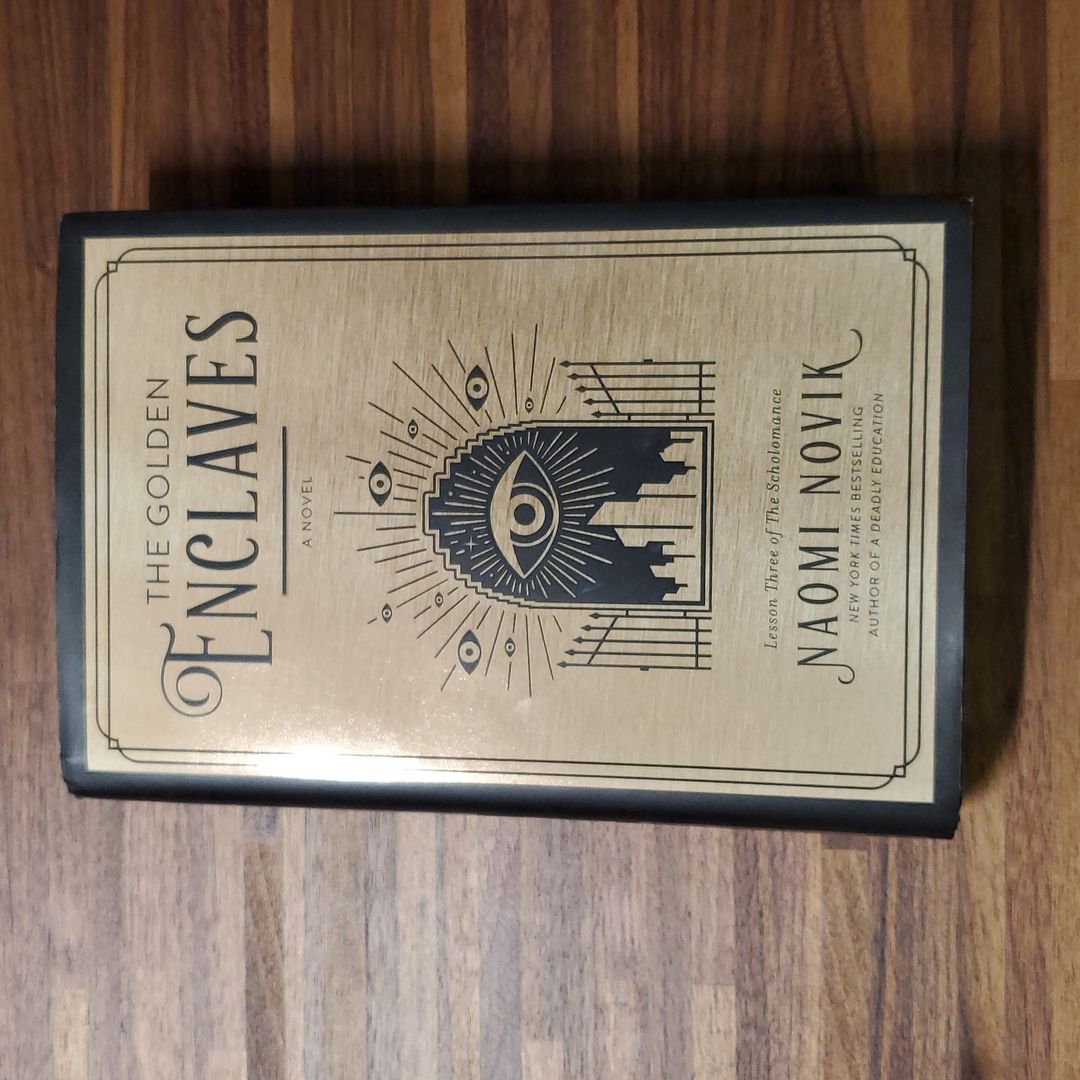 THE GOLDEN
ENCLAVES
A NOVEL
Lesson Three of The Scholomance
NAOMI NOVIK
NEW YORK TIMES BESTSELLING
AUTHOR OF A DEADLY EDUCATION